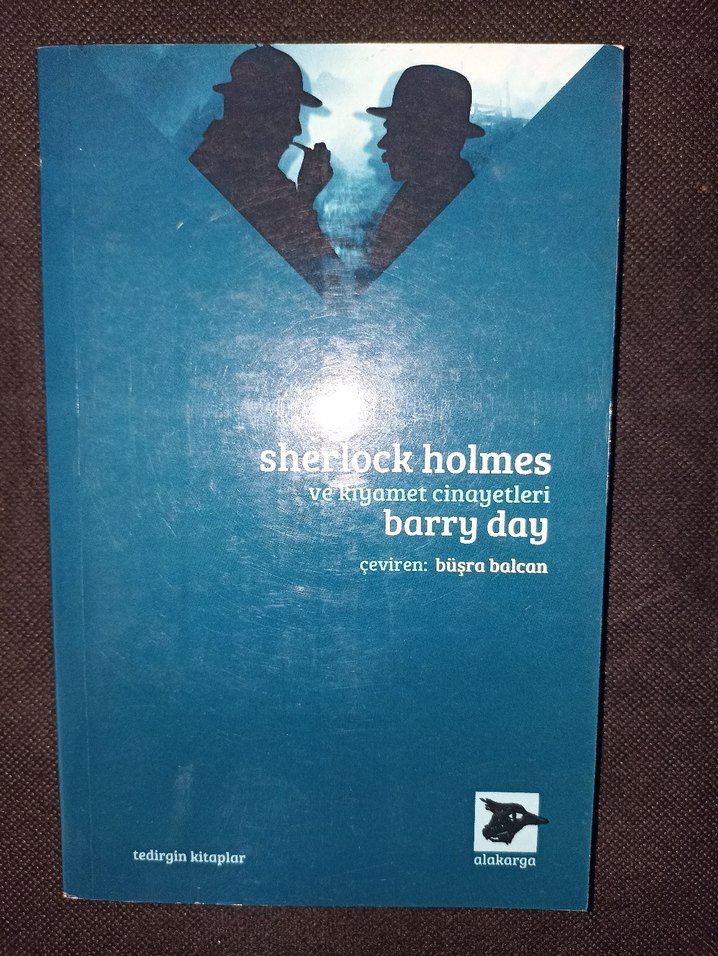 sherlock holmes
ve kıyamet cinayetleri
barry day
çeviren: büşra balcan
tedirgin kitaplar
alakarga